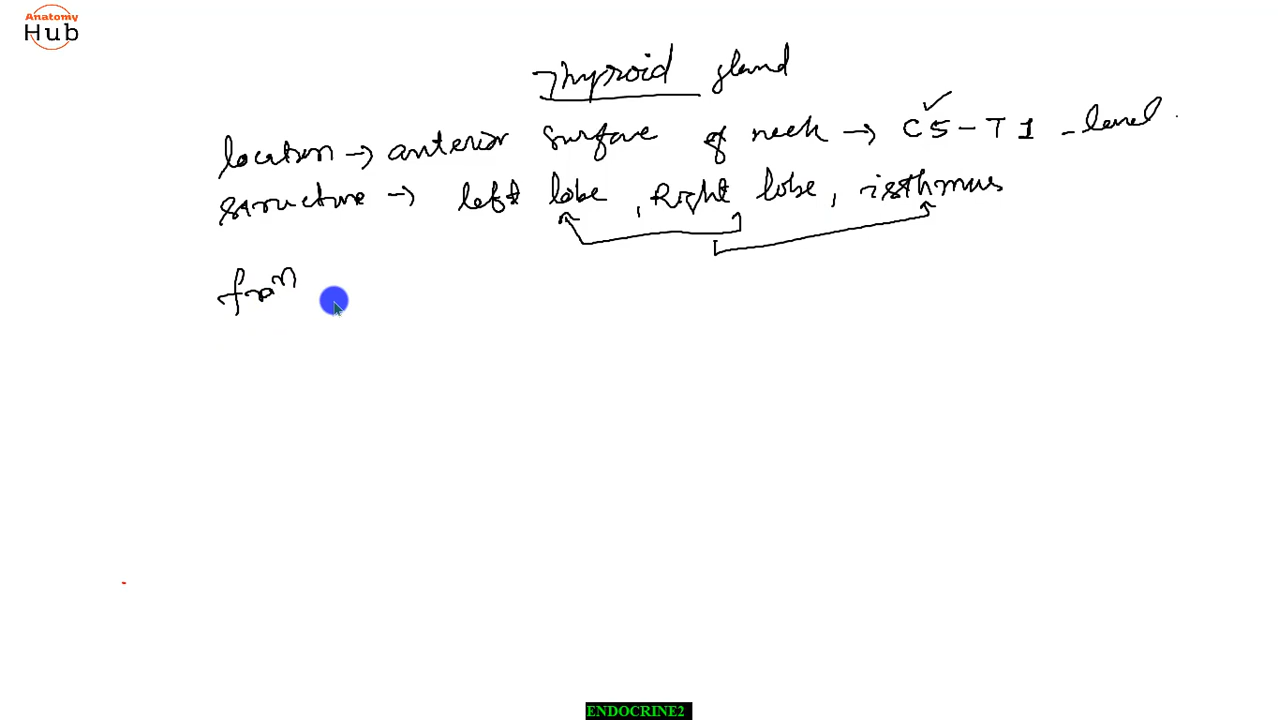 Anatomy
Hub
Thyroid gland
location → anterior surface of neck → C5 - T1 - level
structure → left lobe, Right lobe, isthmus
ENDOCRINE2